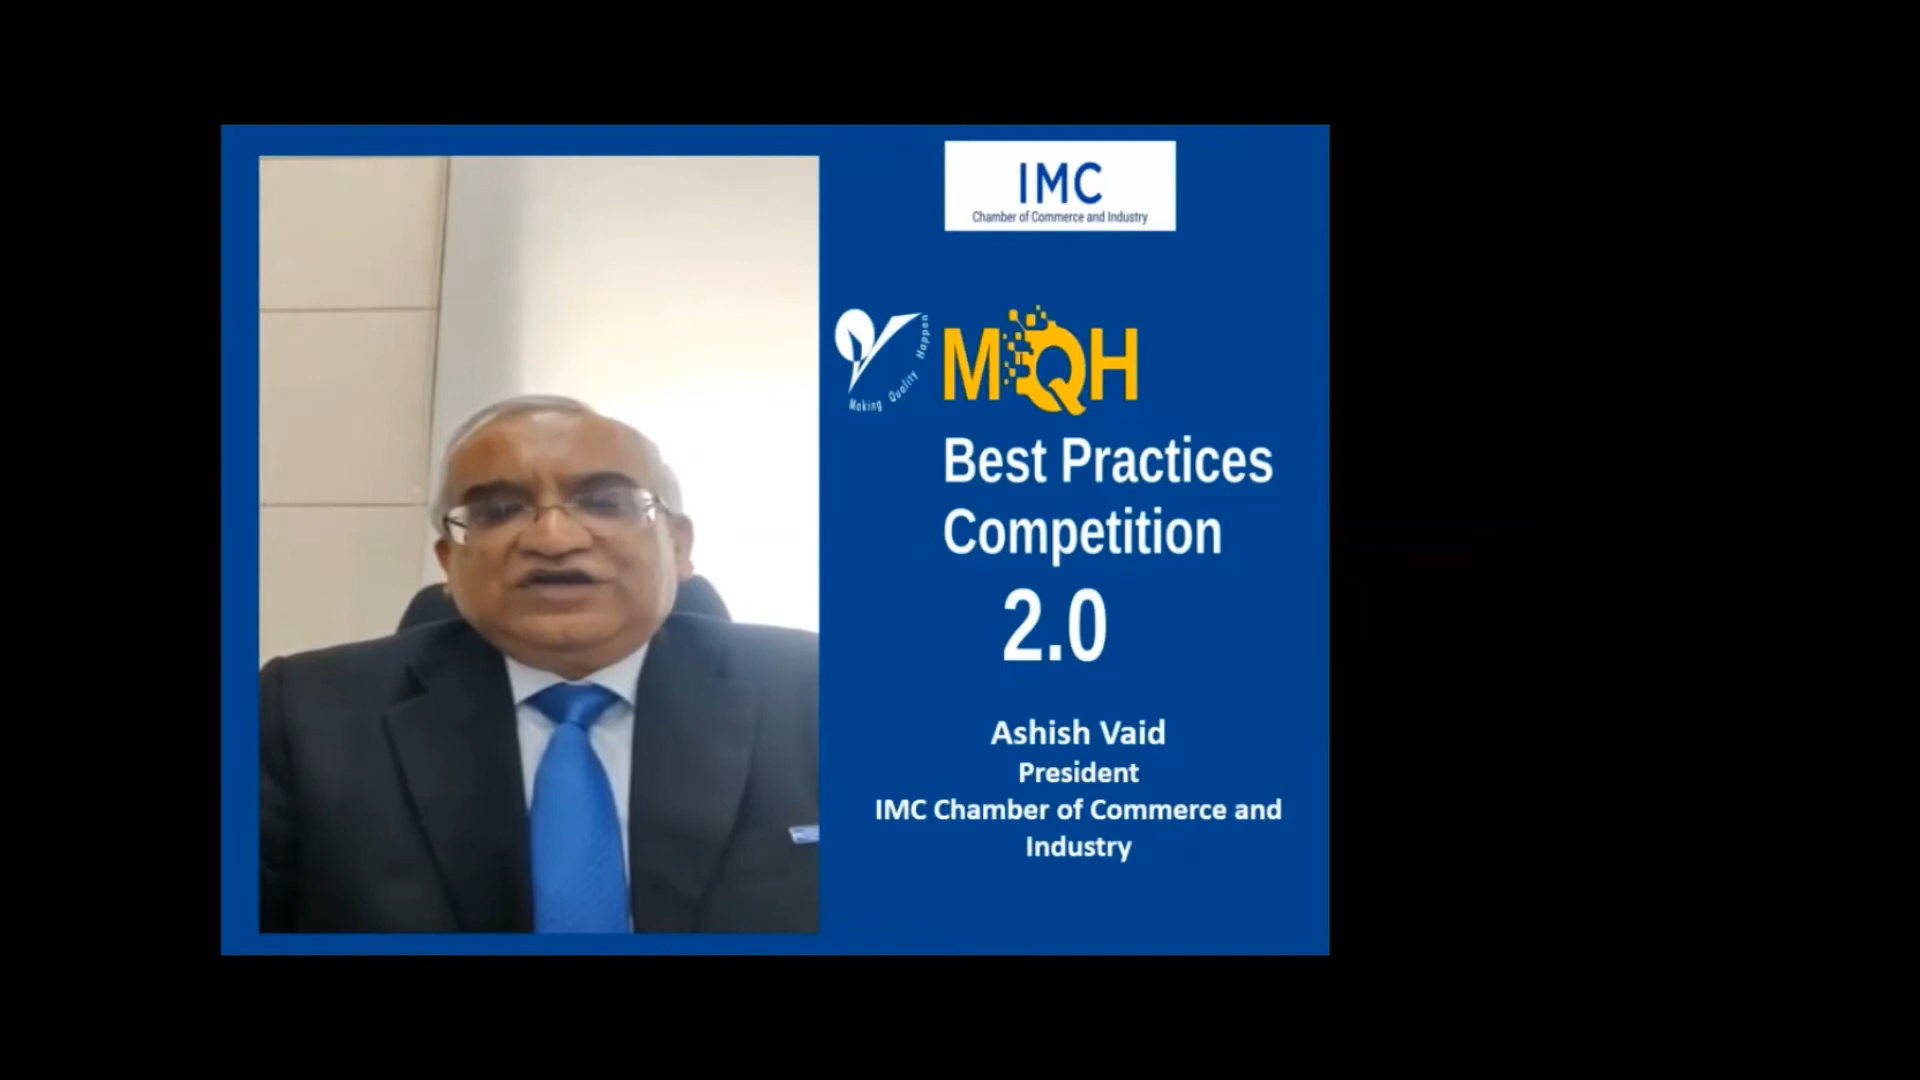 IMC
Chamber of Commerce and Industry
Making Quality Happen
MQH
Best Practices
Competition
2.0
Ashish Vaid
President
IMC Chamber of Commerce and
Industry